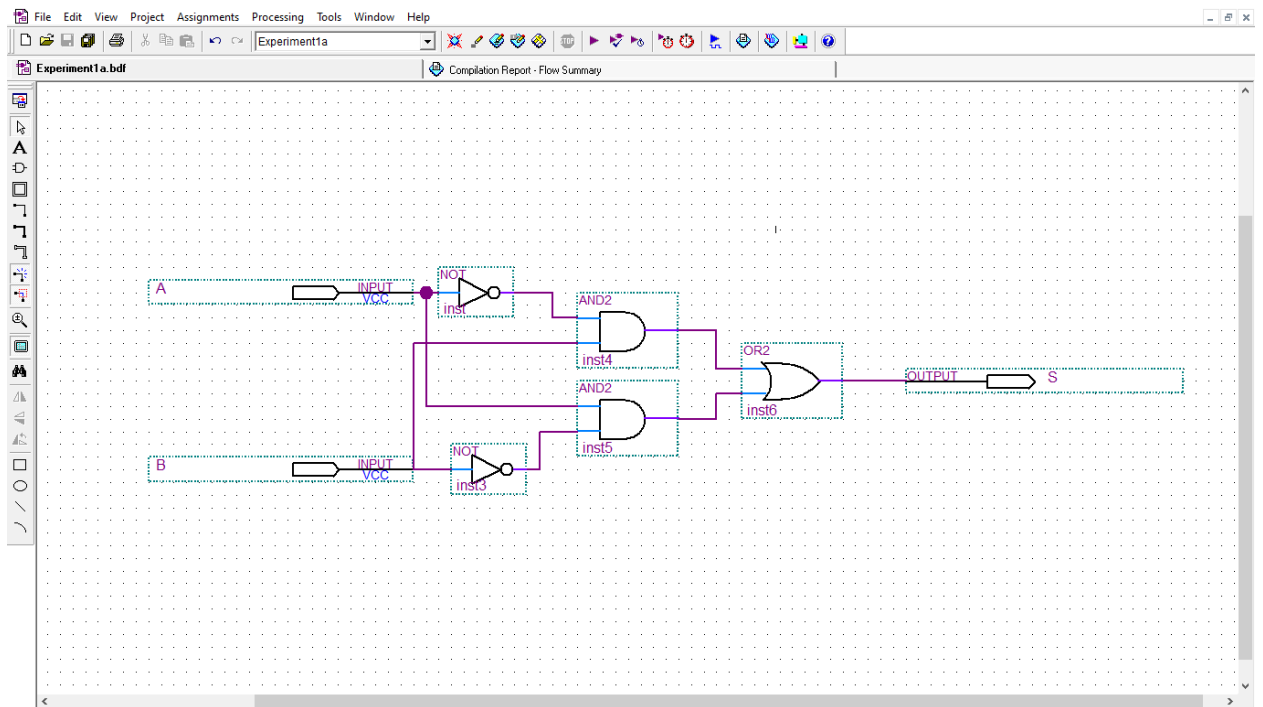 File Edit View Project Assignments Processing Tools Window Help
Experiment1a
Experiment1a.bdf
Compilation Report - Flow Summary
A
INPUT
VCC
NOT
inst
AND2
inst4
OR2
inst6
OUTPUT
S
AND2
inst5
B
INPUT
VCC
NOT
inst3